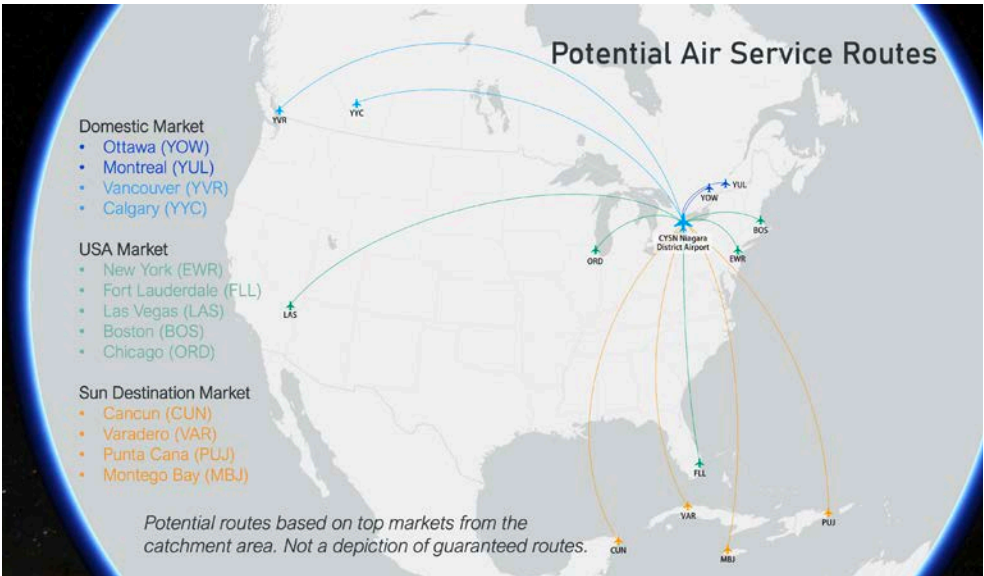 Potential Air Service Routes
Domestic Market
• Ottawa (YOW)
• Montreal (YUL)
• Vancouver (YVR)
• Calgary (YYC)
USA Market
• New York (EWR)
• Fort Lauderdale (FLL)
• Las Vegas (LAS)
• Boston (BOS)
• Chicago (ORD)
Sun Destination Market
• Cancun (CUN)
• Varadero (VAR)
• Punta Cana (PUJ)
• Montego Bay (MBJ)
YVR
YYC
YUL
YOW
BOS
CYSN Niagara
District Airport
EWR
ORD
LAS
FLL
VAR
PUJ
CUN
MBJ
Potential routes based on top markets from the
catchment area. Not a depiction of guaranteed routes.